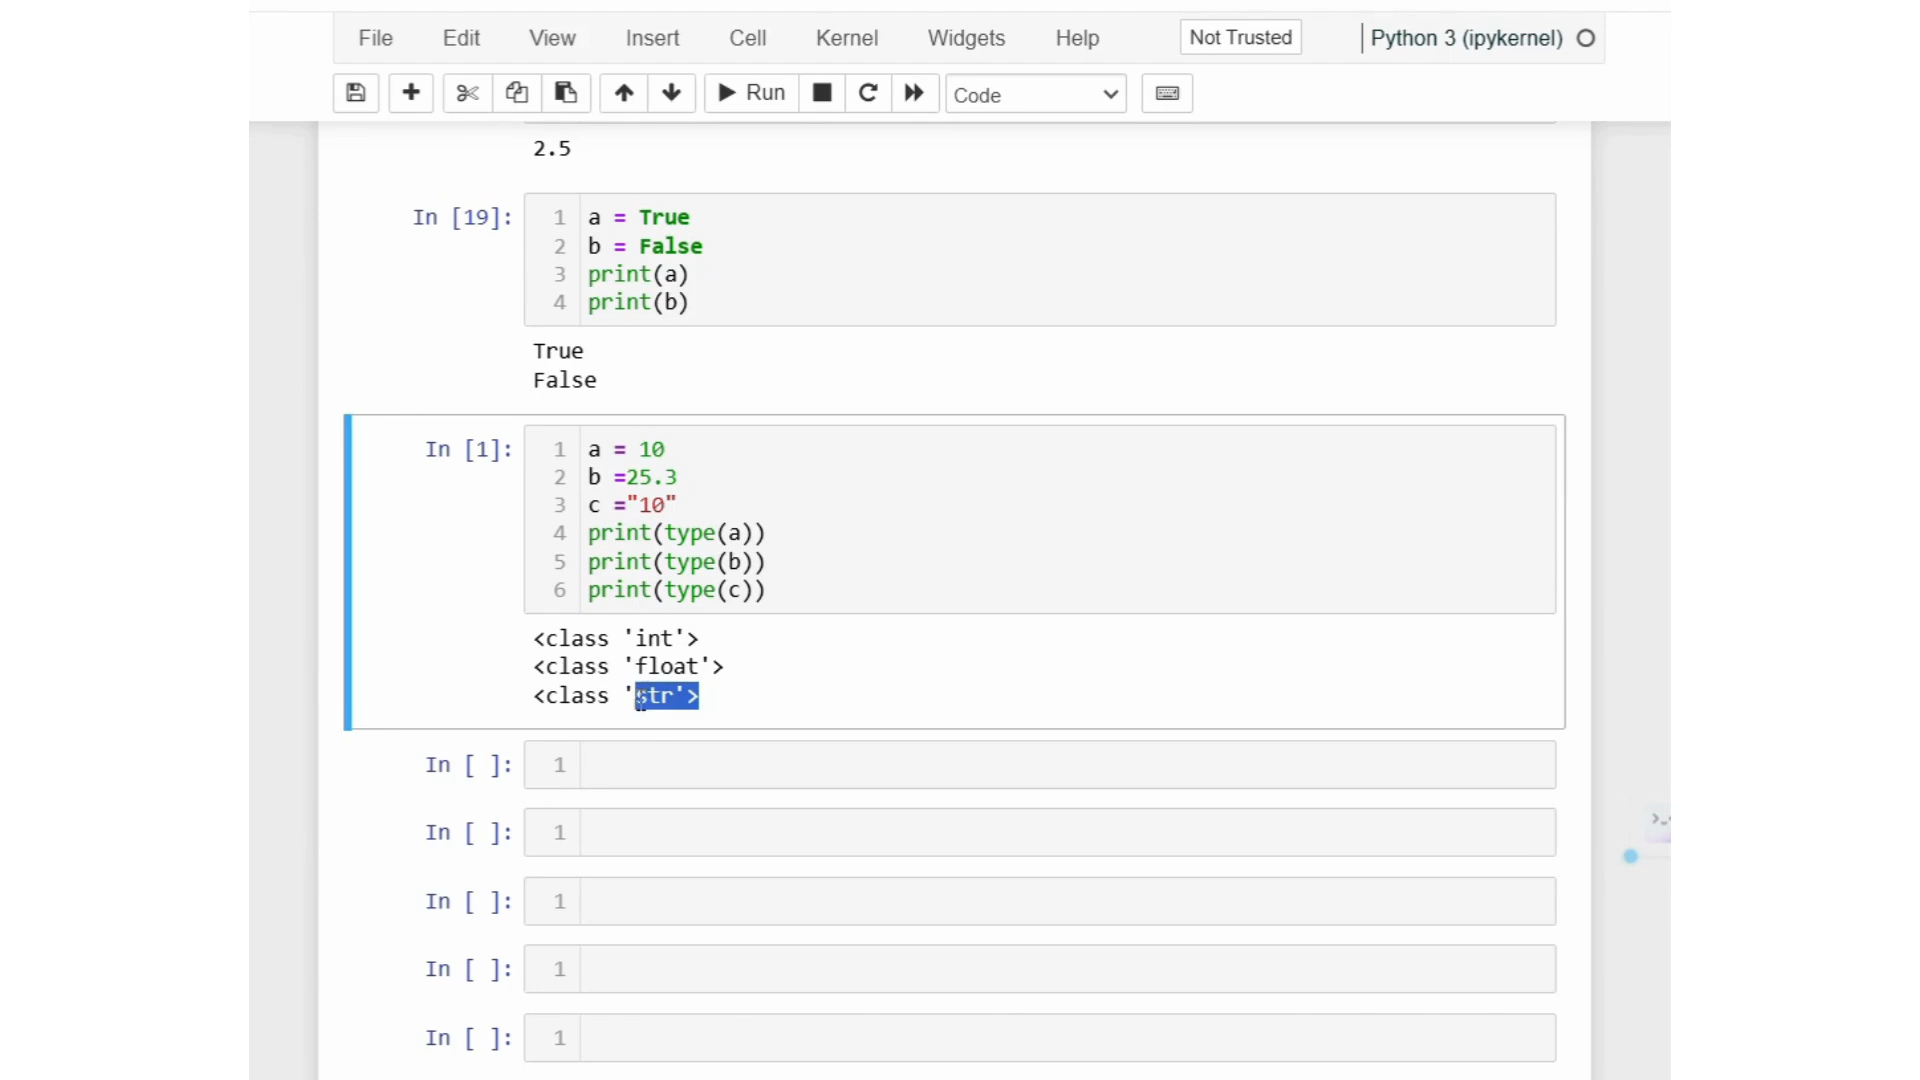 File Edit View Insert Cell Kernel Widgets Help Not Trusted Python 3 (ipykernel)
Run Code
2.5
In [19]: 1 a = True
2 b = False
3 print(a)
4 print(b)
True
False
In [1]: 1 a = 10
2 b =25.3
3 c ="10"
4 print(type(a))
5 print(type(b))
6 print(type(c))
<class 'int'>
<class 'float'>
<class 'str'>
In [ ]: 1
In [ ]: 1
In [ ]: 1
In [ ]: 1
In [ ]: 1